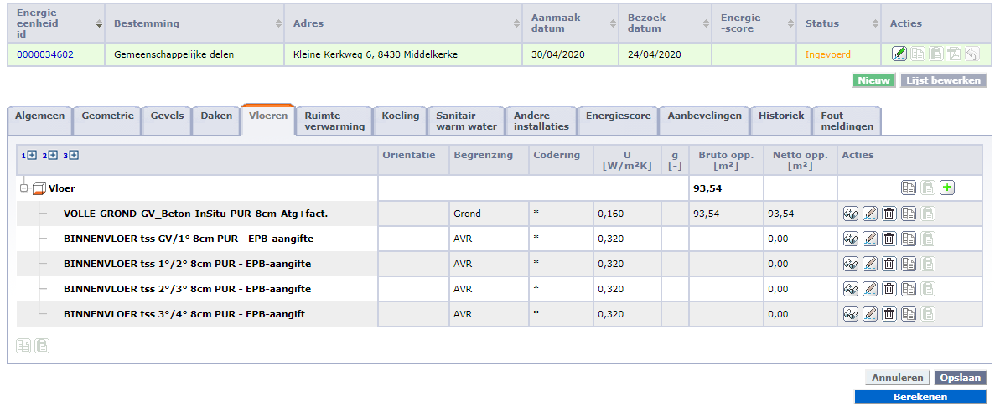 Energie-
eenheid
id
Bestemming
Adres
Aanmaak
datum
Bezoek
datum
Energie
-score
Status
Acties
0000034602 Gemeenschappelijke delen Kleine Kerkweg 6, 8430 Middelkerke 30/04/2020 24/04/2020 Ingevoerd
Nieuw Lijst bewerken
Algemeen
Geometrie
Gevels
Daken
Vloeren
Ruimte-
verwarming
Koeling
Sanitair
warm water
Andere
installaties
Energiescore
Aanbevelingen
Historiek
Fout-
meldingen
1 2 3
Orientatie
Begrenzing
Codering
U
[W/m²K]
g
[-]
Bruto opp.
[m²]
Netto opp.
[m²]
Acties
Vloer 93,54
VOLLE-GROND-GV_Beton-InSitu-PUR-8cm-Atg+fact. Grond * 0,160 93,54 93,54
BINNENVLOER tss GV/1° 8cm PUR - EPB-aangifte AVR * 0,320 0,00
BINNENVLOER tss 1°/2° 8cm PUR - EPB-aangifte AVR * 0,320 0,00
BINNENVLOER tss 2°/3° 8cm PUR - EPB-aangifte AVR * 0,320 0,00
BINNENVLOER tss 3°/4° 8cm PUR - EPB-aangift AVR * 0,320 0,00
Annuleren Opslaan
Berekenen